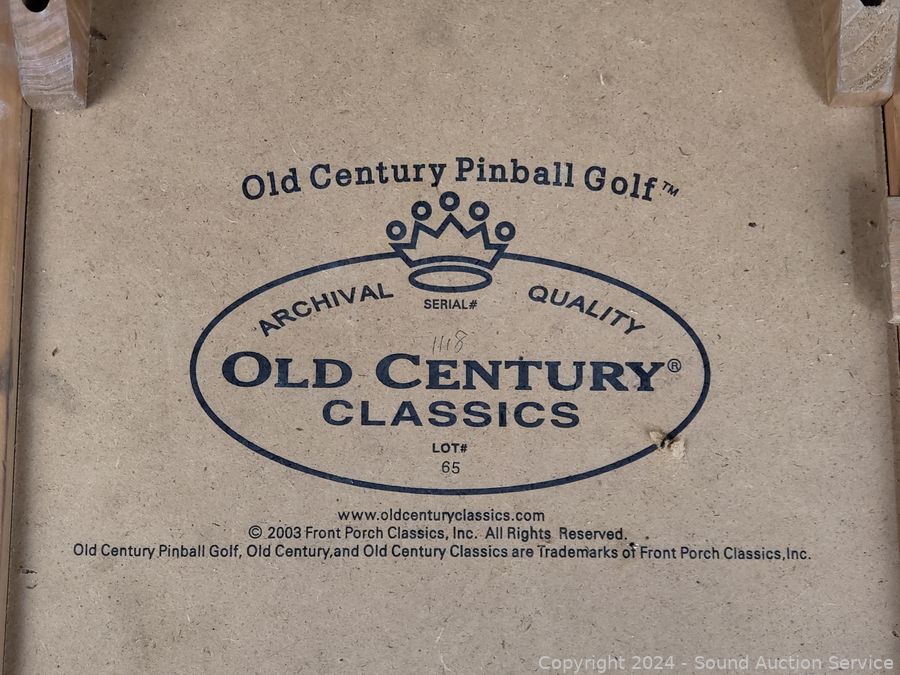 Old Century Pinball Golf™
SERIAL#
ARCHIVAL QUALITY
1118
OLD CENTURY®
CLASSICS
LOT#
65
www.oldcenturyclassics.com
© 2003 Front Porch Classics, Inc. All Rights Reserved.
Old Century Pinball Golf, Old Century,and Old Century Classics are Trademarks of Front Porch Classics,Inc.
Copyright 2024 - Sound Auction Service